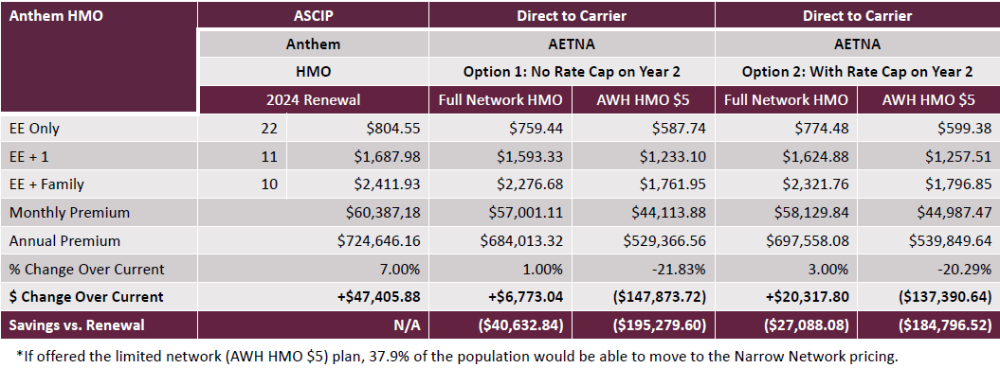 Anthem HMO ASCIP Direct to Carrier Direct to Carrier
Anthem AETNA AETNA
HMO Option 1: No Rate Cap on Year 2 Option 2: With Rate Cap on Year 2
2024 Renewal Full Network HMO AWH HMO $5 Full Network HMO AWH HMO $5
EE Only 22 $804.55 $759.44 $587.74 $774.48 $599.38
EE + 1 11 $1,687.98 $1,593.33 $1,233.10 $1,624.88 $1,257.51
EE + Family 10 $2,411.93 $2,276.68 $1,761.95 $2,321.76 $1,796.85
Monthly Premium $60,387,18 $57,001.11 $44,113.88 $58,129.84 $44,987.47
Annual Premium $724,646.16 $684,013.32 $529,366.56 $697,558.08 $539,849.64
% Change Over Current 7.00% 1.00% -21.83% 3.00% -20.29%
$ Change Over Current +$47,405.88 +$6,773.04 ($147,873.72) +$20,317.80 ($137,390.64)
Savings vs. Renewal N/A ($40,632.84) ($195,279.60) ($27,088.08) ($184,796.52)
*If offered the limited network (AWH HMO $5) plan, 37.9% of the population would be able to move to the Narrow Network pricing.